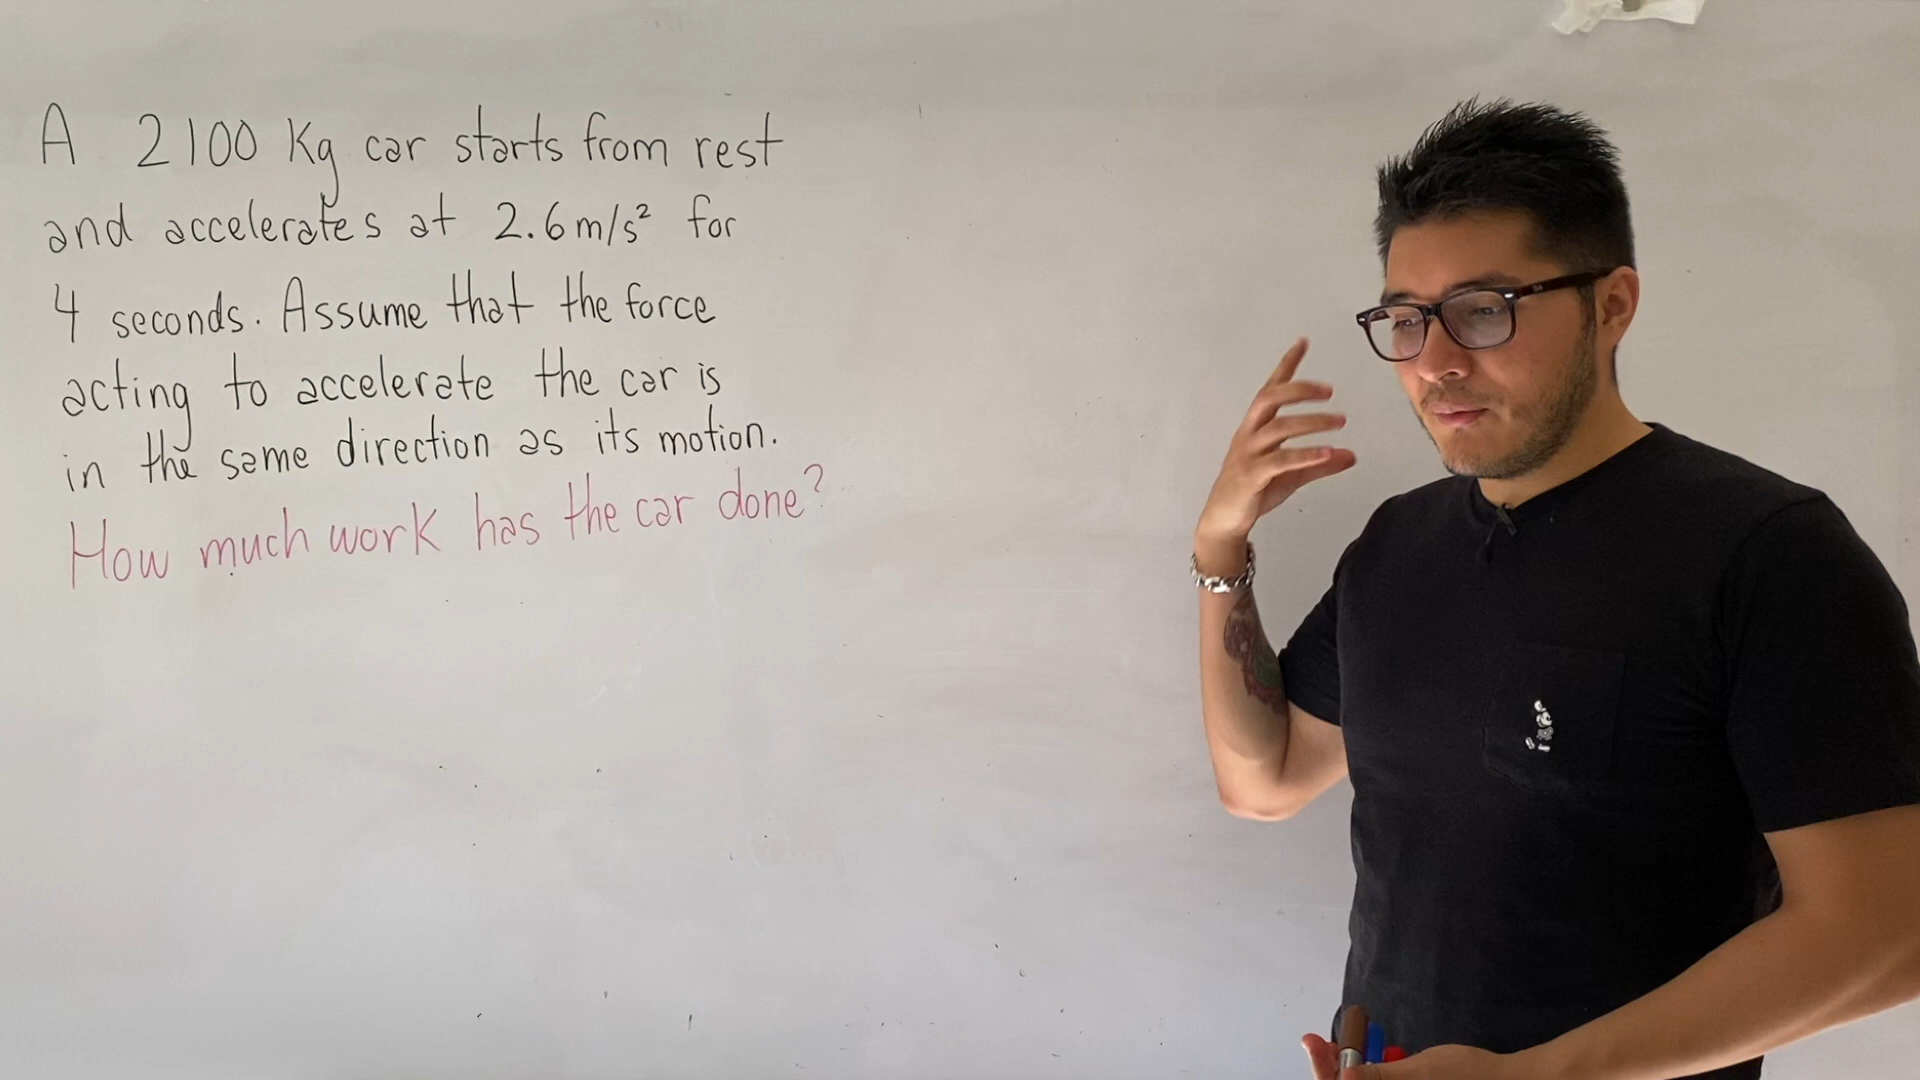 A 2100 Kg car starts from rest
and accelerates at 2.6 m/s² for
4 seconds. Assume that the force
acting to accelerate the car is
in the same direction as its motion.
How much work has the car done?